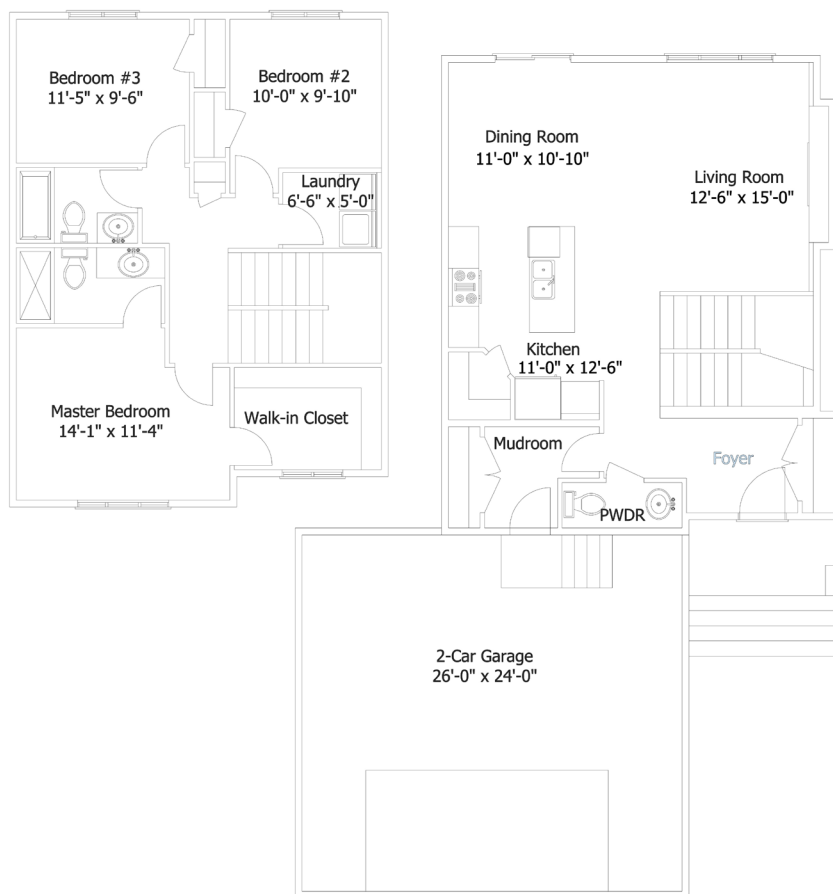 Bedroom #3
11'-5" x 9'-6"
Bedroom #2
10'-0" x 9'-10"
Laundry
6'-6" x 5'-0"
Master Bedroom
14'-1" x 11'-4"
Walk-in Closet
Dining Room
11'-0" x 10'-10"
Living Room
12'-6" x 15'-0"
Kitchen
11'-0" x 12'-6"
Mudroom
Foyer
PWDR
2-Car Garage
26'-0" x 24'-0"